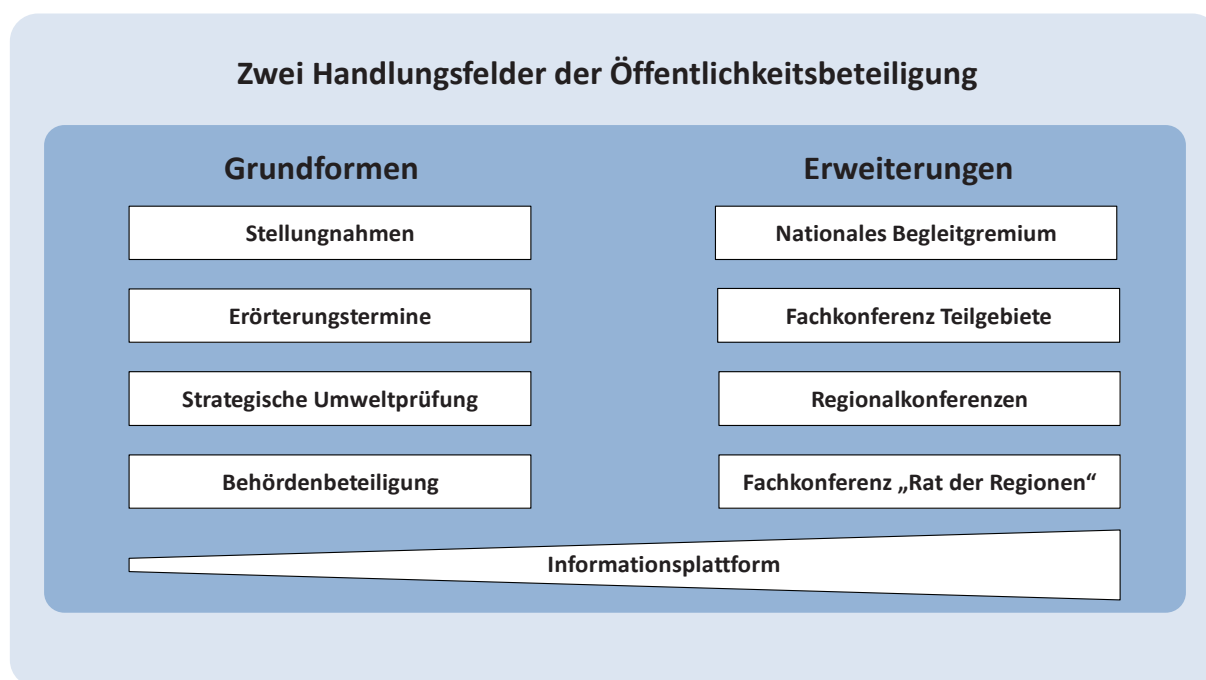 Zwei Handlungsfelder der Öffentlichkeitsbeteiligung
Grundformen
Stellungnahmen
Erörterungstermine
Strategische Umweltprüfung
Behördenbeteiligung
Erweiterungen
Nationales Begleitgremium
Fachkonferenz Teilgebiete
Regionalkonferenzen
Fachkonferenz „Rat der Regionen“
Informationsplattform